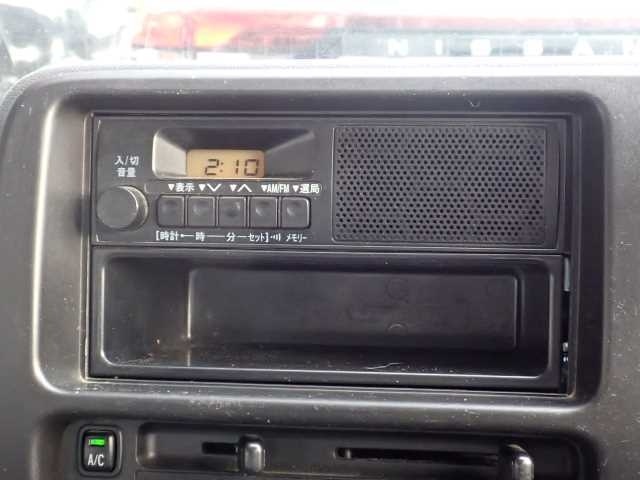 NISSA
入/切
音量
2:10
▼表示 ▼∨ ▼∧ ▼AM/FM ▼選局
[時計 ← 時 — 分 — セット] メモリー
A/C